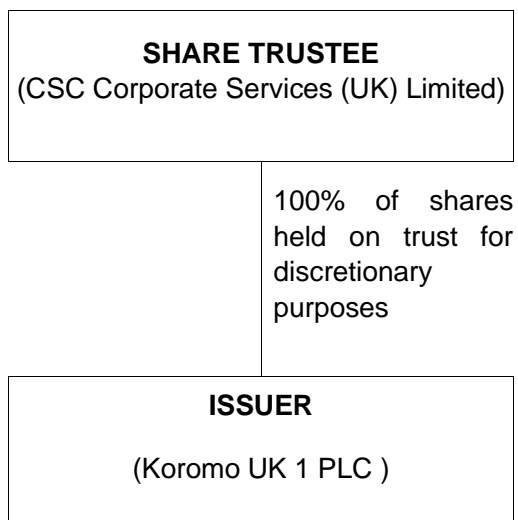 SHARE TRUSTEE
(CSC Corporate Services (UK) Limited)
100% of shares
held on trust for
discretionary
purposes
ISSUER
(Koromo UK 1 PLC )